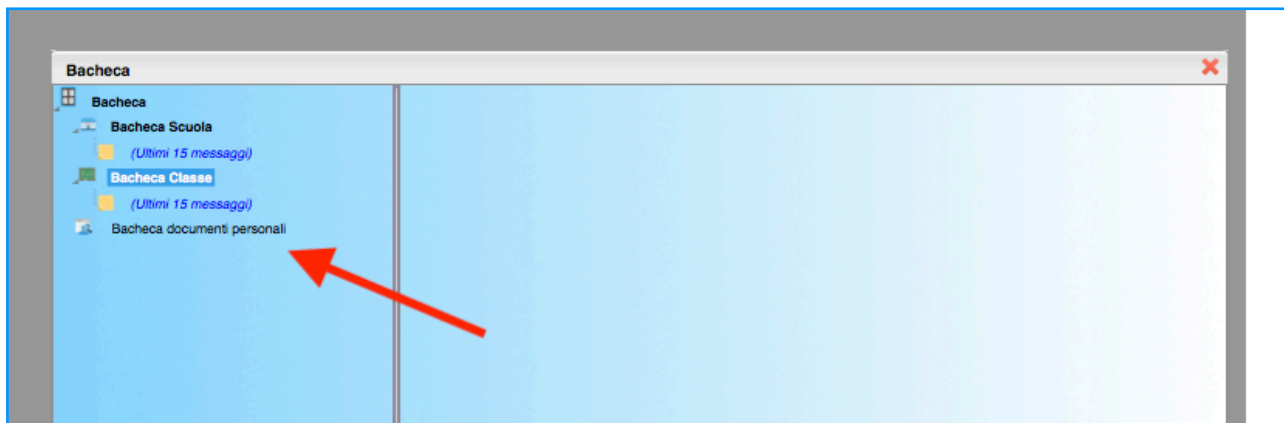 Bacheca
Bacheca
Bacheca Scuola
(Ultimi 15 messaggi)
Bacheca Classe
(Ultimi 15 messaggi)
Bacheca documenti personali